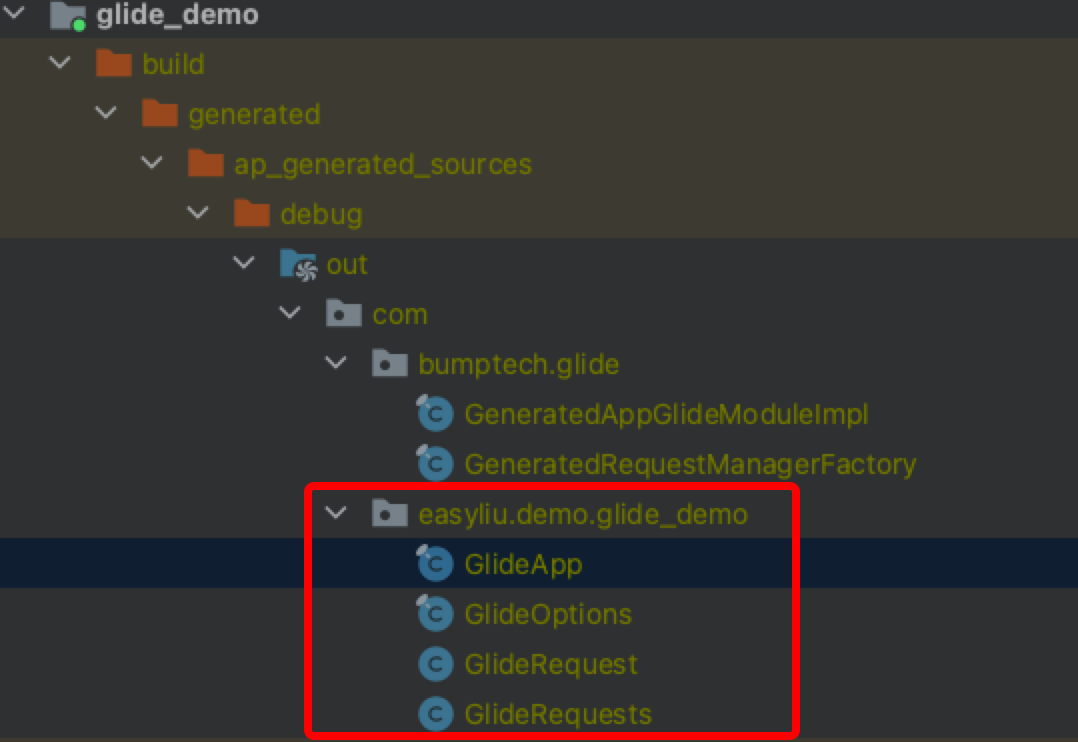 glide_demo
build
generated
ap_generated_sources
debug
out
com
bumptech.glide
GeneratedAppGlideModuleImpl
GeneratedRequestManagerFactory
easyliu.demo.glide_demo
GlideApp
GlideOptions
GlideRequest
GlideRequests